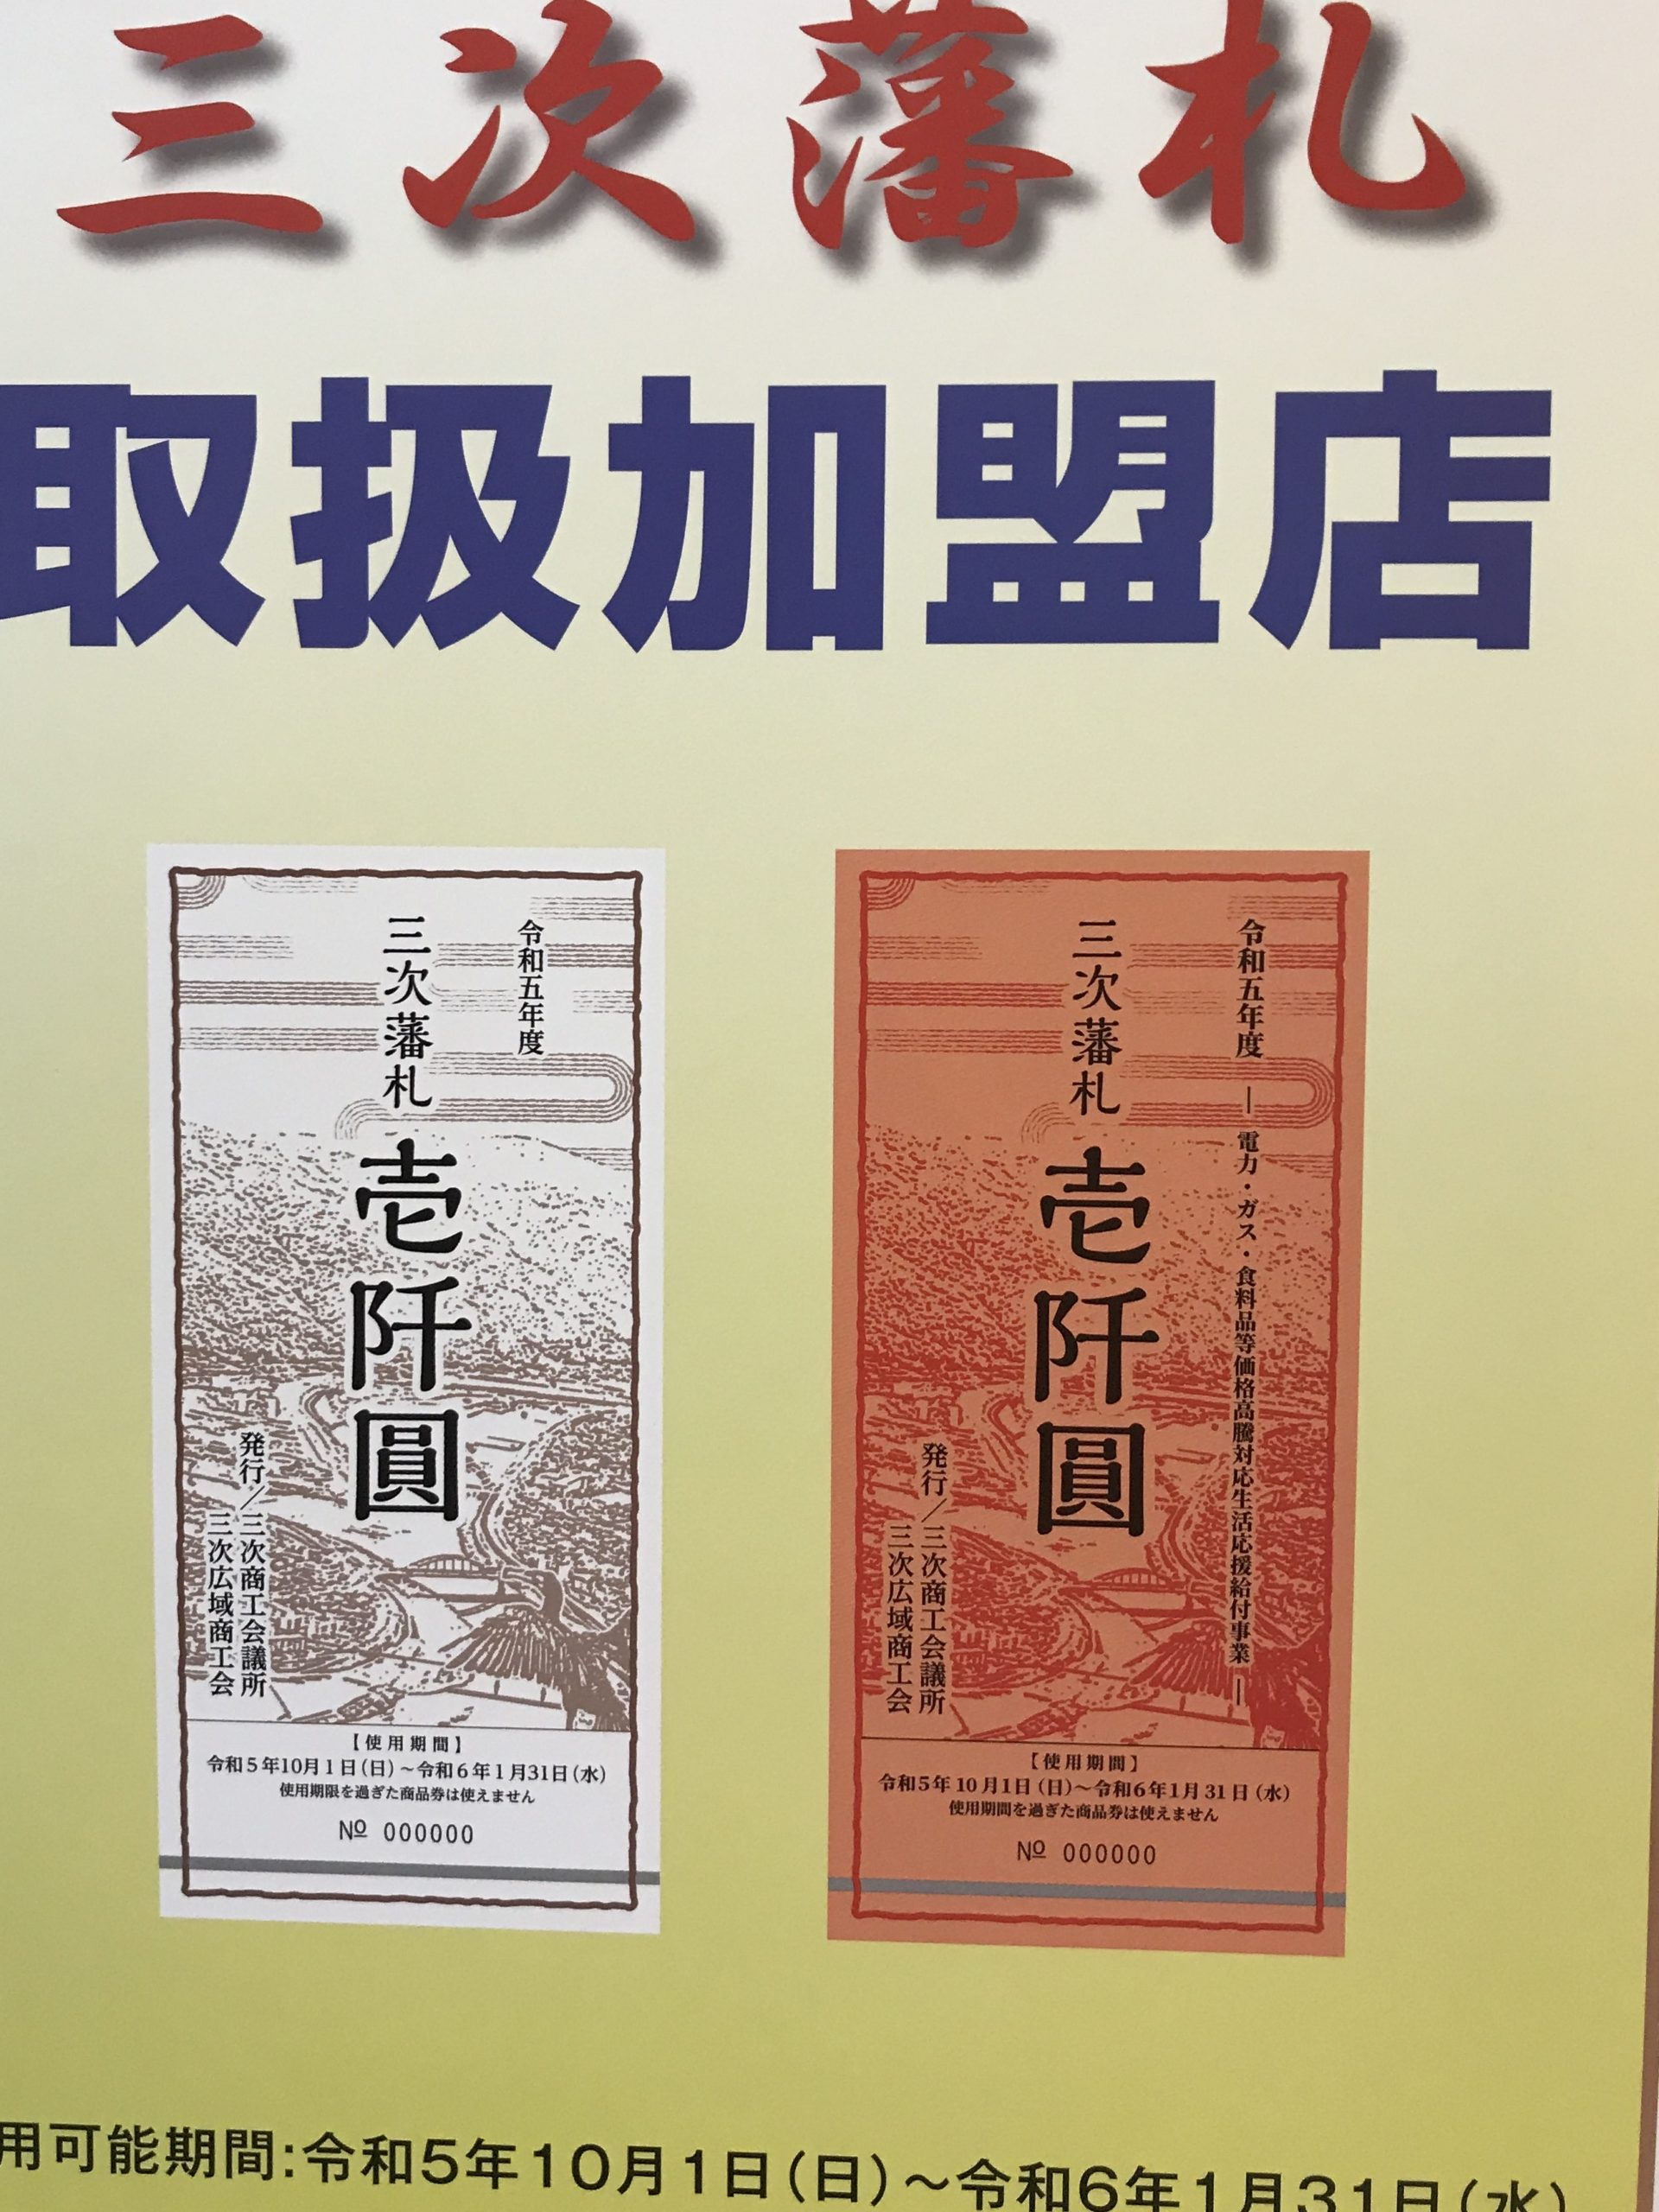 三次藩札
取扱加盟店
令和五年度
三次藩札
壱阡圓
発行／三次商工会議所
三次広域商工会
【使用期間】
令和5年10月1日(日)～令和6年1月31日(水)
使用期限を過ぎた商品券は使えません
№ 000000
令和五年度 ―電力・ガス・食料品等価格高騰対応生活応援給付事業―
三次藩札
壱阡圓
発行／三次商工会議所
三次広域商工会
【使用期間】
令和5年10月1日(日)～令和6年1月31日(水)
使用期間を過ぎた商品券は使えません
№ 000000
用可能期間:令和5年10月1日(日)～令和6年1月31日(水)